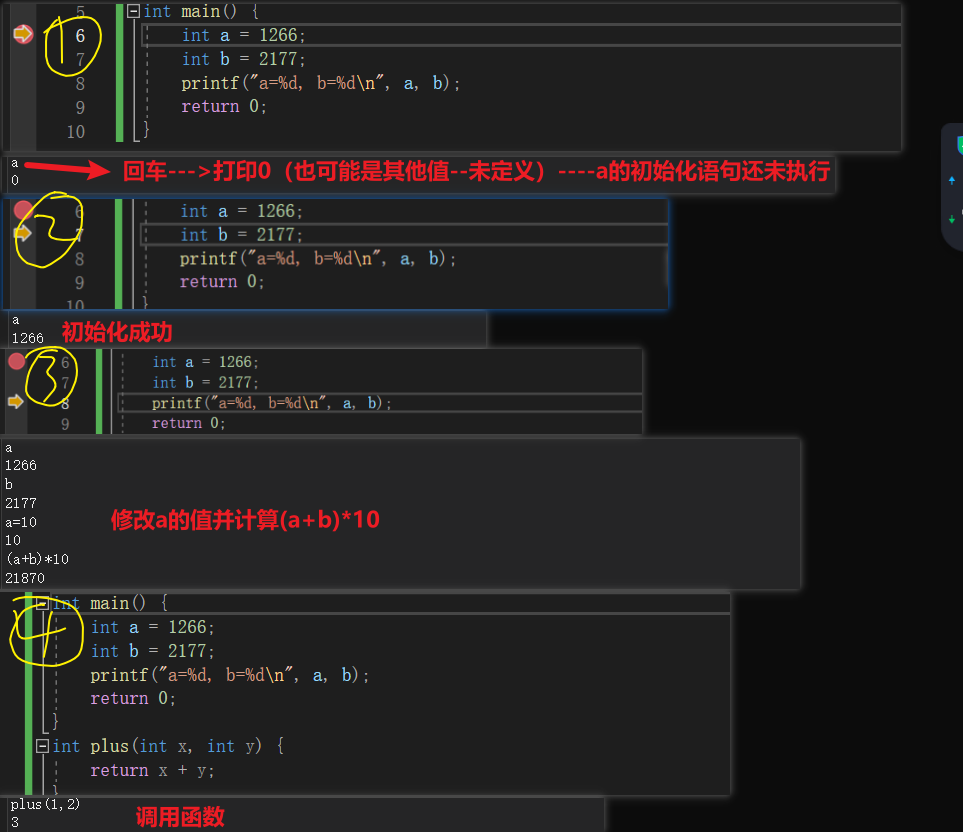 5
int main() {
6 int a = 1266;
7 int b = 2177;
8 printf("a=%d, b=%d\n", a, b);
9 return 0;
10 }
1
a
0
回车--->打印0（也可能是其他值--未定义）----a的初始化语句还未执行
6 int a = 1266;
7 int b = 2177;
8 printf("a=%d, b=%d\n", a, b);
9 return 0;
10 }
2
a
1266
初始化成功
6 int a = 1266;
7 int b = 2177;
8 printf("a=%d, b=%d\n", a, b);
9 return 0;
3
a
1266
b
2177
a=10
10
(a+b)*10
21870
修改a的值并计算(a+b)*10
int main() {
int a = 1266;
int b = 2177;
printf("a=%d, b=%d\n", a, b);
return 0;
}
int plus(int x, int y) {
return x + y;
}
4
plus(1,2)
3
调用函数